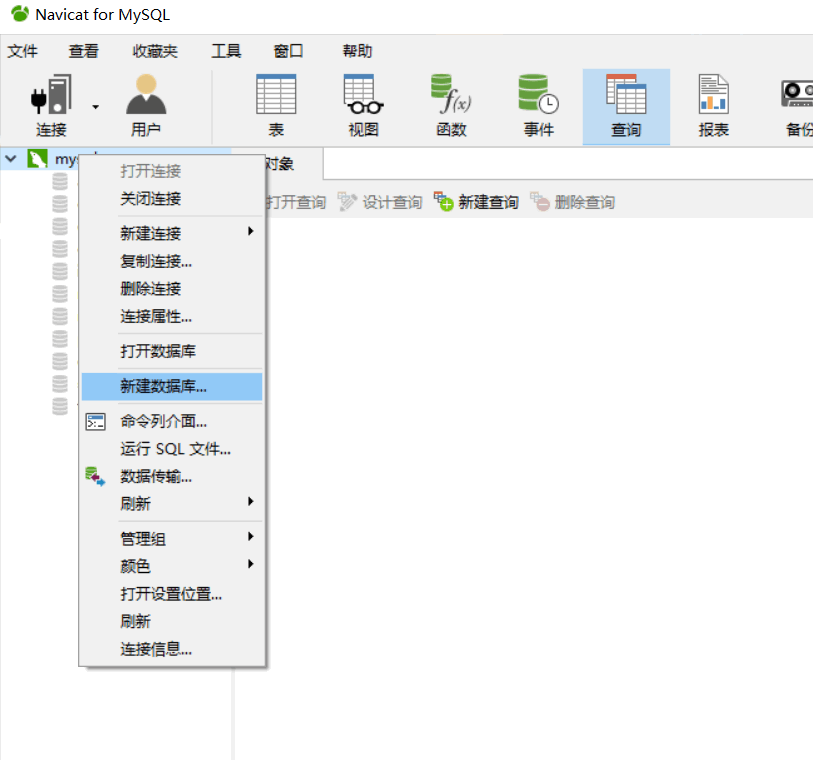 Navicat for MySQL
文件 查看 收藏夹 工具 窗口 帮助
连接 用户 表 视图 f(x) 函数 事件 查询 报表 备份
对象
打开查询 设计查询 新建查询 删除查询
打开连接
关闭连接
新建连接
复制连接...
删除连接
连接属性...
打开数据库
新建数据库...
命令列介面...
运行 SQL 文件...
数据传输...
刷新
管理组
颜色
打开设置位置...
刷新
连接信息...